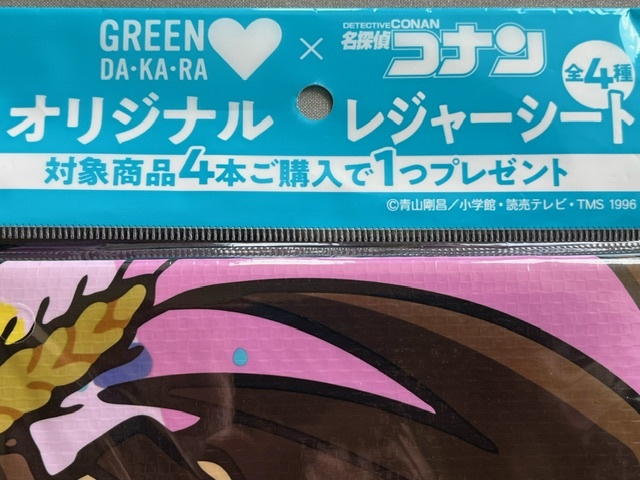 GREEN
DA・KA・RA
×
DETECTIVE CONAN
名探偵コナン
全4種
オリジナル レジャーシート
対象商品4本ご購入で1つプレゼント
©青山剛昌／小学館・読売テレビ・TMS 1996